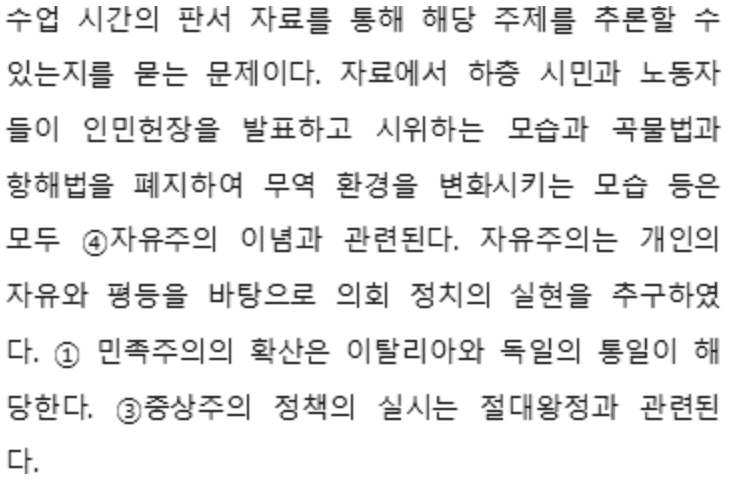 수업 시간의 판서 자료를 통해 해당 주제를 추론할 수
있는지를 묻는 문제이다. 자료에서 하층 시민과 노동자
들이 인민헌장을 발표하고 시위하는 모습과 곡물법과
항해법을 폐지하여 무역 환경을 변화시키는 모습 등은
모두 ④자유주의 이념과 관련된다. 자유주의는 개인의
자유와 평등을 바탕으로 의회 정치의 실현을 추구하였
다. ① 민족주의의 확산은 이탈리아와 독일의 통일이 해
당한다. ③중상주의 정책의 실시는 절대왕정과 관련된
다.